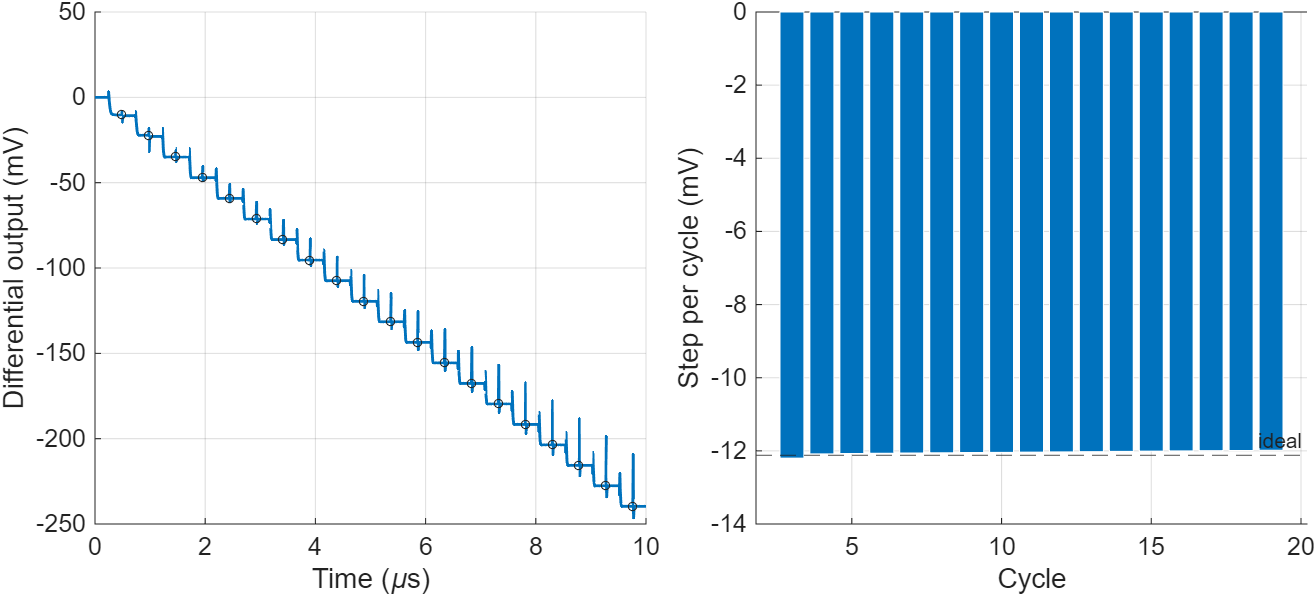 50
0
-50
-100
-150
-200
-250
0 2 4 6 8 10
Time (μs)
Differential output (mV)
0
-2
-4
-6
-8
-10
-12
-14
5 10 15 20
Cycle
Step per cycle (mV)
ideal